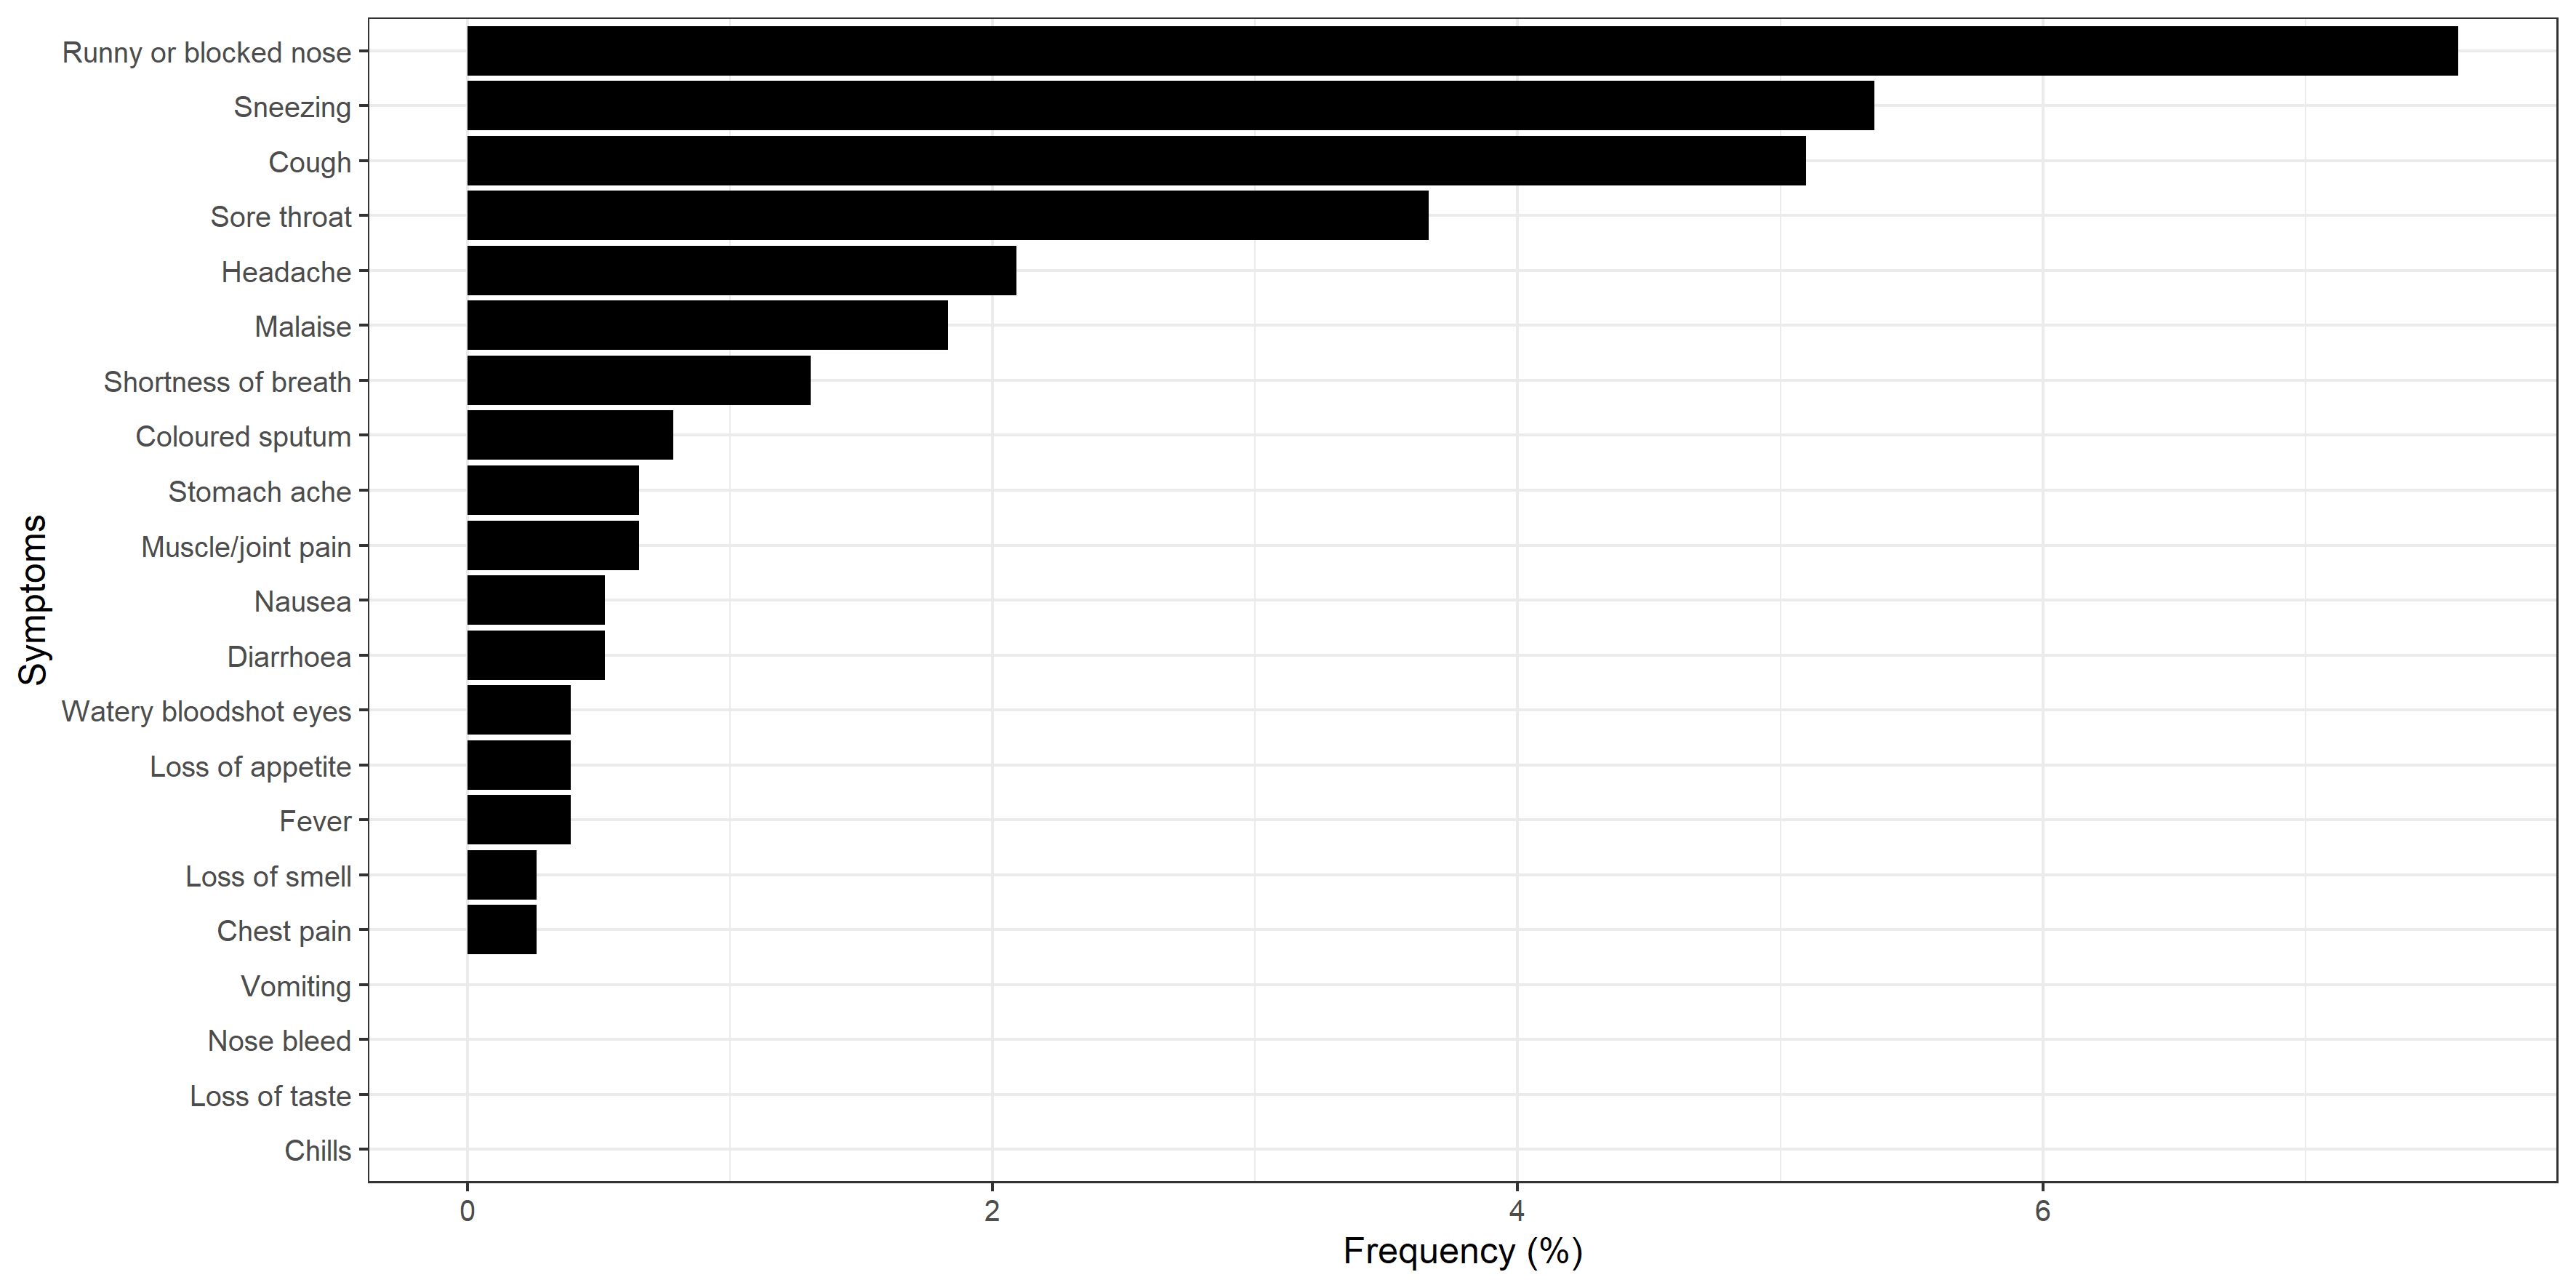 Symptoms
Runny or blocked nose
Sneezing
Cough
Sore throat
Headache
Malaise
Shortness of breath
Coloured sputum
Stomach ache
Muscle/joint pain
Nausea
Diarrhoea
Watery bloodshot eyes
Loss of appetite
Fever
Loss of smell
Chest pain
Vomiting
Nose bleed
Loss of taste
Chills
0 2 4 6
Frequency (%)